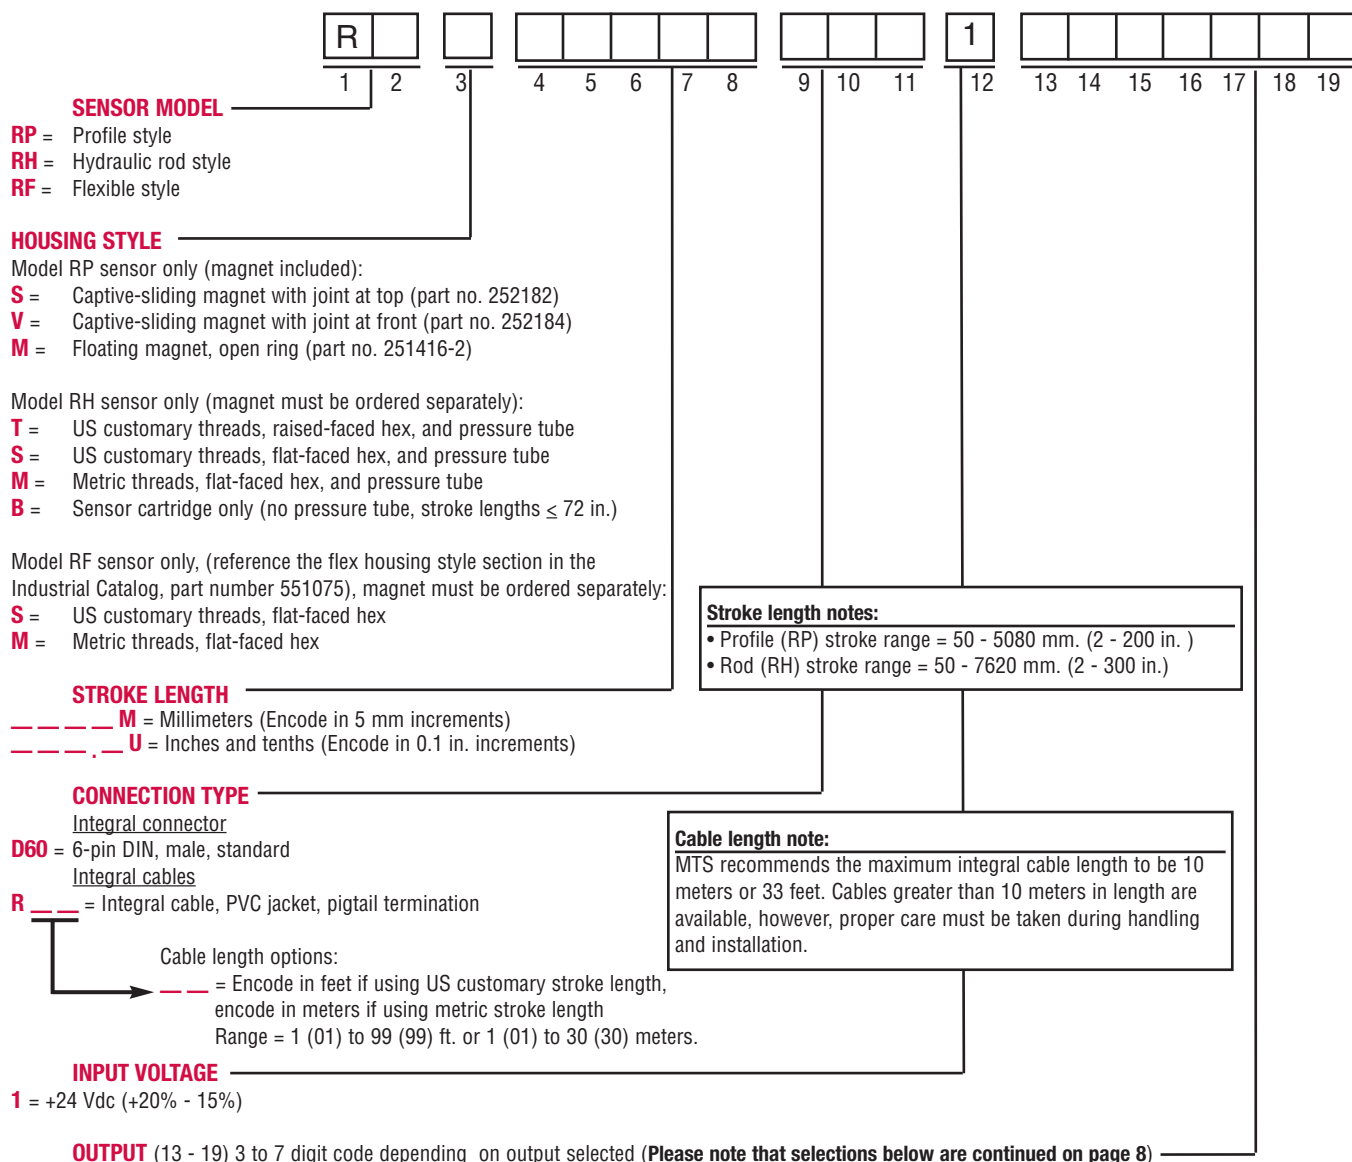 R 1
1 2 3 4 5 6 7 8 9 10 11 12 13 14 15 16 17 18 19
SENSOR MODEL
RP = Profile style
RH = Hydraulic rod style
RF = Flexible style
HOUSING STYLE
Model RP sensor only (magnet included):
S = Captive-sliding magnet with joint at top (part no. 252182)
V = Captive-sliding magnet with joint at front (part no. 252184)
M = Floating magnet, open ring (part no. 251416-2)
Model RH sensor only (magnet must be ordered separately):
T = US customary threads, raised-faced hex, and pressure tube
S = US customary threads, flat-faced hex, and pressure tube
M = Metric threads, flat-faced hex, and pressure tube
B = Sensor cartridge only (no pressure tube, stroke lengths ≤ 72 in.)
Model RF sensor only, (reference the flex housing style section in the
Industrial Catalog, part number 551075), magnet must be ordered separately:
S = US customary threads, flat-faced hex
M = Metric threads, flat-faced hex
Stroke length notes:
• Profile (RP) stroke range = 50 - 5080 mm. (2 - 200 in. )
• Rod (RH) stroke range = 50 - 7620 mm. (2 - 300 in.)
STROKE LENGTH
_ _ _ _ M = Millimeters (Encode in 5 mm increments)
_ _ _ . _ U = Inches and tenths (Encode in 0.1 in. increments)
CONNECTION TYPE
Integral connector
D60 = 6-pin DIN, male, standard
Integral cables
R _ _ = Integral cable, PVC jacket, pigtail termination
Cable length note:
MTS recommends the maximum integral cable length to be 10
meters or 33 feet. Cables greater than 10 meters in length are
available, however, proper care must be taken during handling
and installation.
Cable length options:
_ _ = Encode in feet if using US customary stroke length,
encode in meters if using metric stroke length
Range = 1 (01) to 99 (99) ft. or 1 (01) to 30 (30) meters.
INPUT VOLTAGE
1 = +24 Vdc (+20% - 15%)
OUTPUT (13 - 19) 3 to 7 digit code depending on output selected (Please note that selections below are continued on page 8)